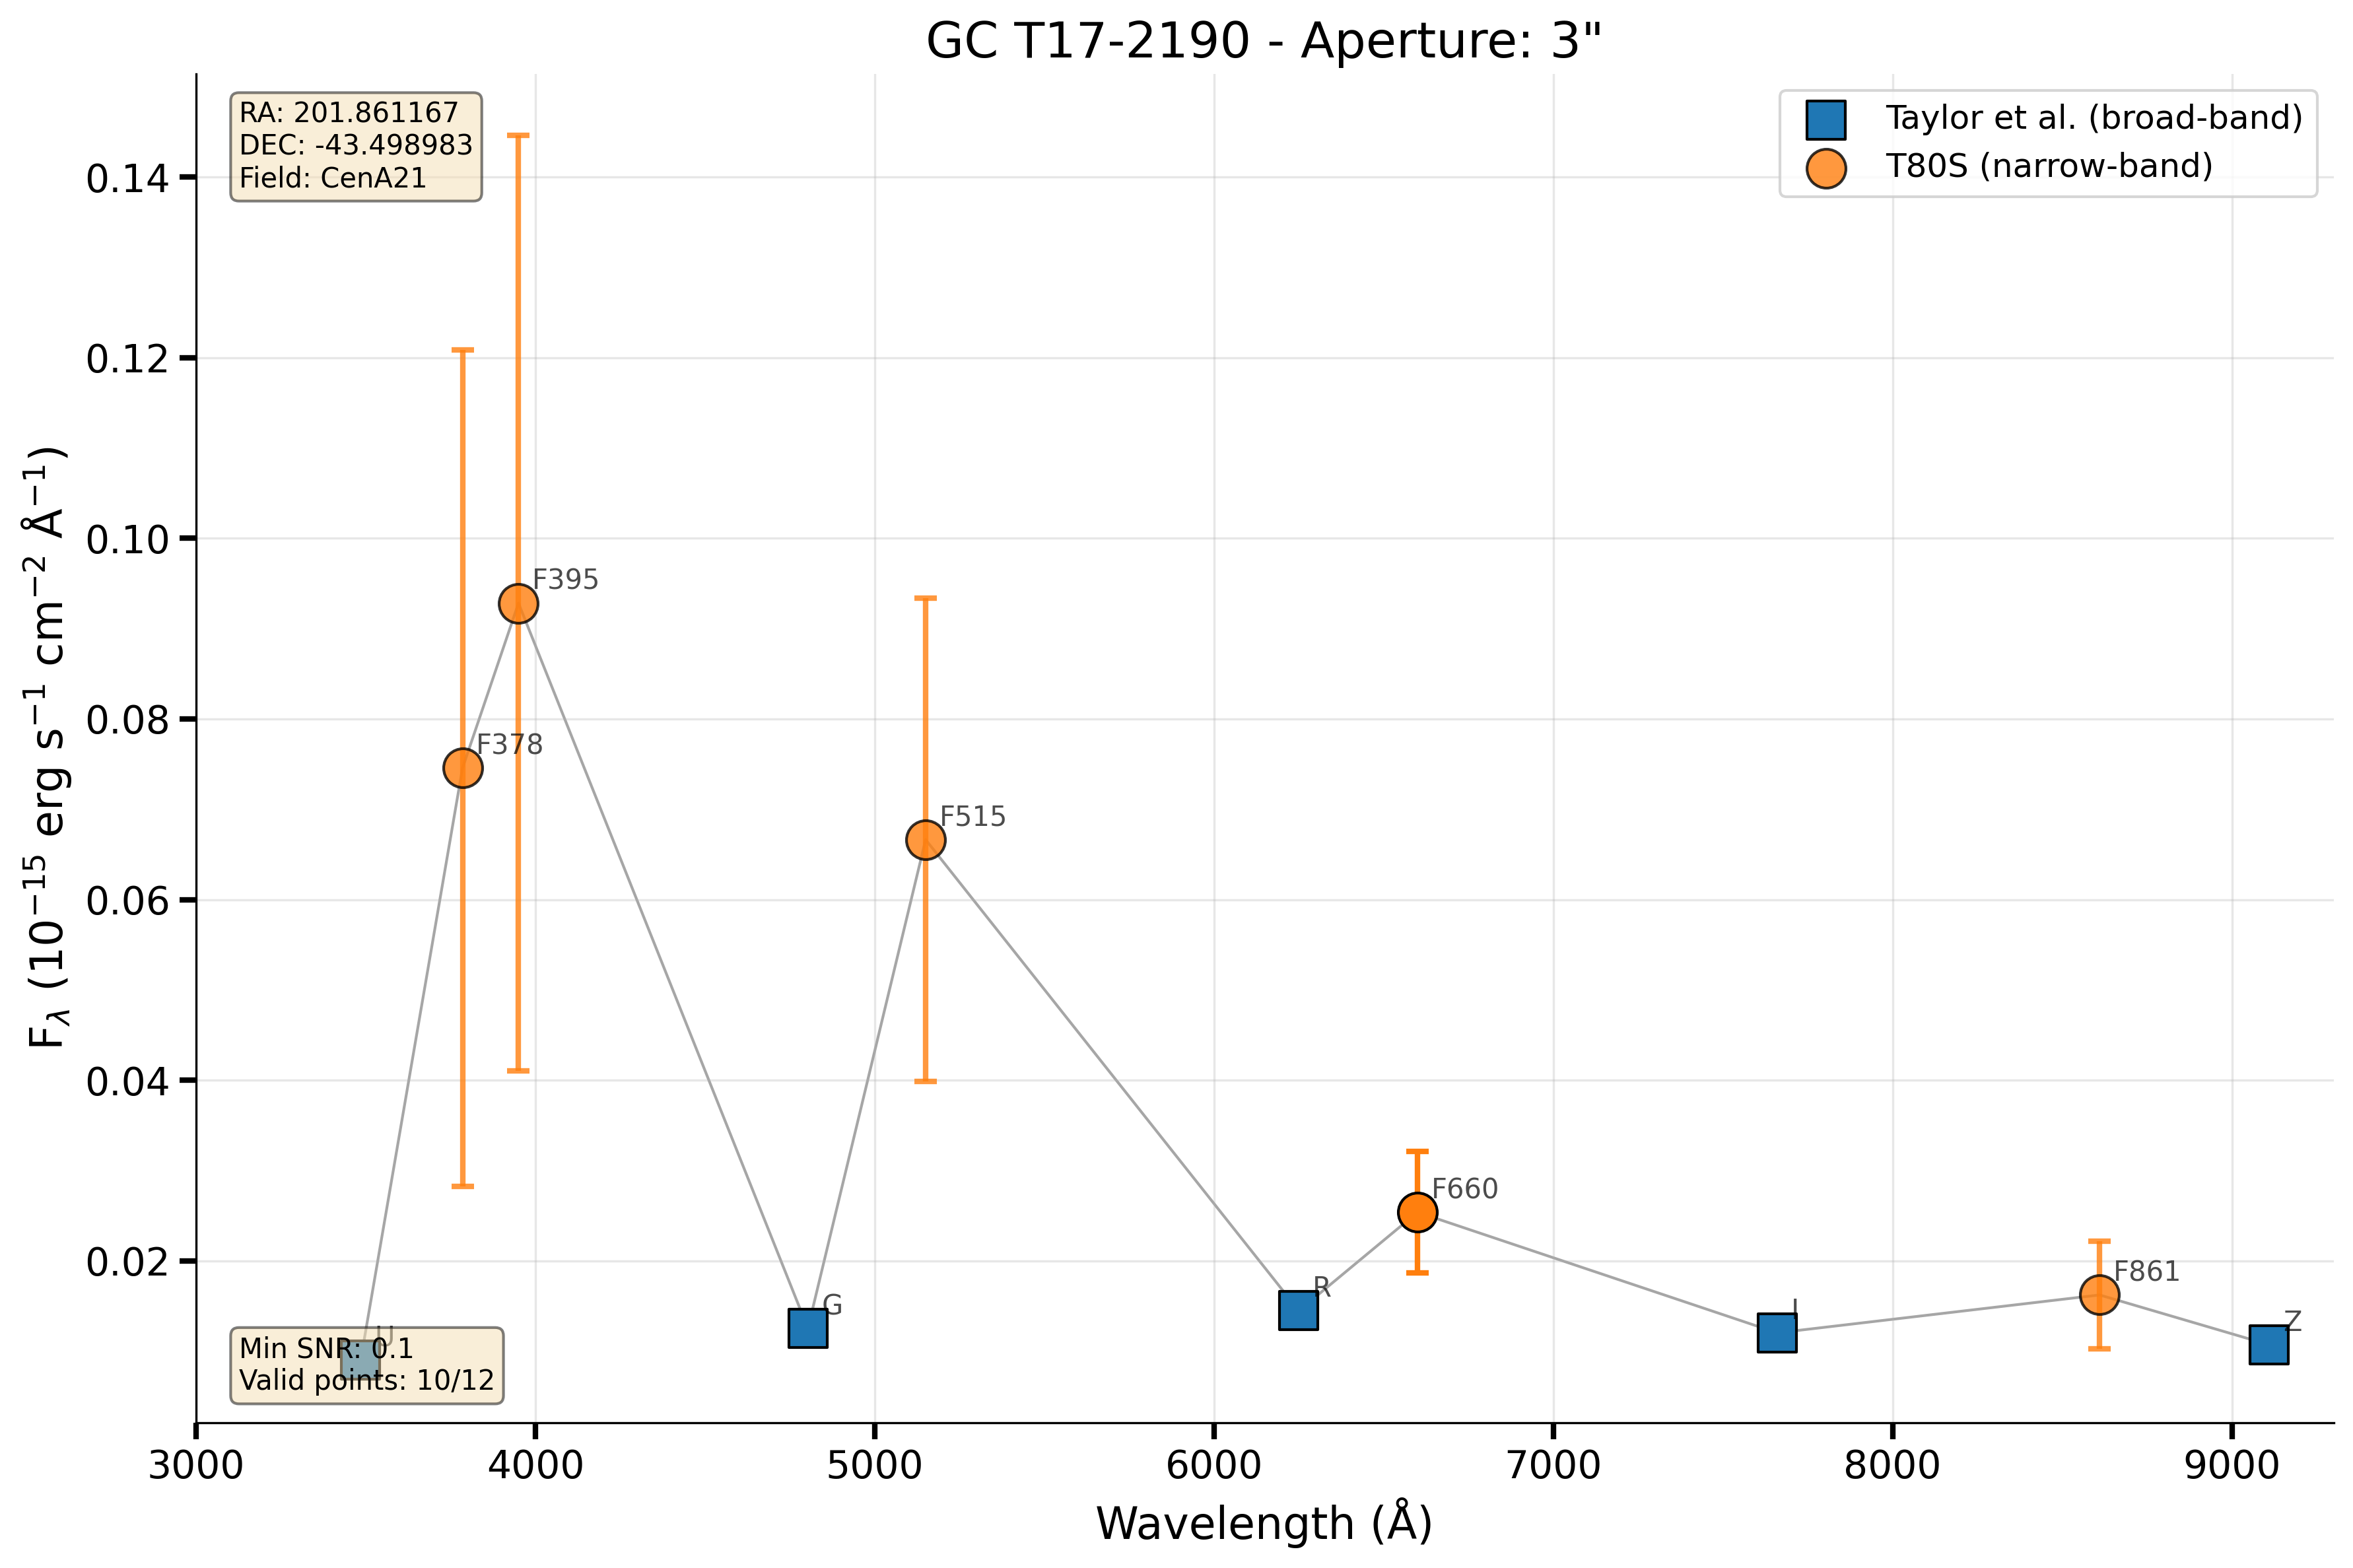 GC T17-2190 - Aperture: 3"
RA: 201.861167
DEC: -43.498983
Field: CenA21
Taylor et al. (broad-band)
T80S (narrow-band)
0.14
0.12
0.10
0.08
0.06
0.04
0.02
F$_λ$ (10⁻¹⁵ erg s⁻¹ cm⁻² Å⁻¹)
F395
F378
F515
F660
F861
U
G
R
I
Z
Min SNR: 0.1
Valid points: 10/12
3000
4000
5000
6000
7000
8000
9000
Wavelength (Å)